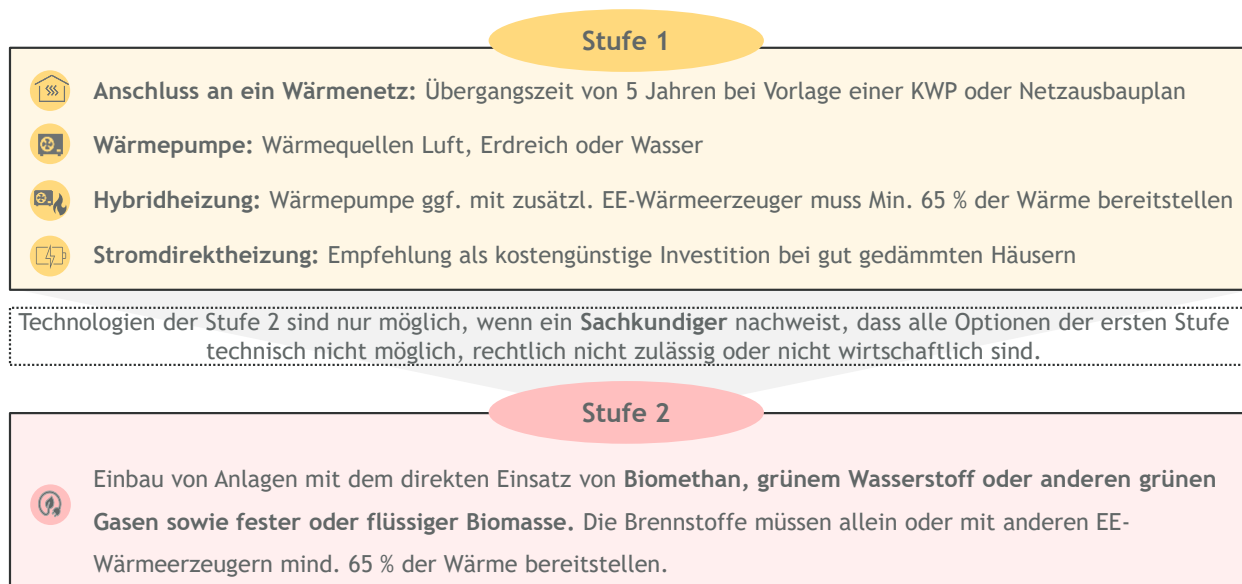 Stufe 1
Anschluss an ein Wärmenetz: Übergangszeit von 5 Jahren bei Vorlage einer KWP oder Netzausbauplan
Wärmepumpe: Wärmequellen Luft, Erdreich oder Wasser
Hybridheizung: Wärmepumpe ggf. mit zusätzl. EE-Wärmeerzeuger muss Min. 65 % der Wärme bereitstellen
Stromdirektheizung: Empfehlung als kostengünstige Investition bei gut gedämmten Häusern
Technologien der Stufe 2 sind nur möglich, wenn ein Sachkundiger nachweist, dass alle Optionen der ersten Stufe
technisch nicht möglich, rechtlich nicht zulässig oder nicht wirtschaftlich sind.
Stufe 2
Einbau von Anlagen mit dem direkten Einsatz von Biomethan, grünem Wasserstoff oder anderen grünen
Gasen sowie fester oder flüssiger Biomasse. Die Brennstoffe müssen allein oder mit anderen EE-
Wärmeerzeugern mind. 65 % der Wärme bereitstellen.